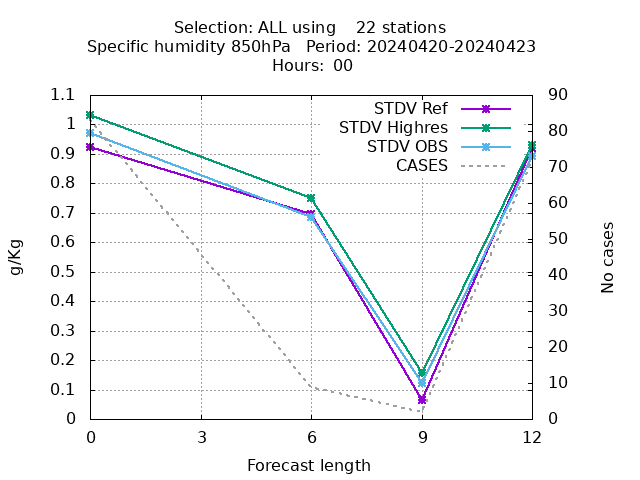 Selection: ALL using    22 stations
Specific humidity 850hPa   Period: 20240420-20240423
Hours:  00
STDV Ref
STDV Highres
STDV OBS
CASES
g/Kg
1.1
1
0.9
0.8
0.7
0.6
0.5
0.4
0.3
0.2
0.1
0
90
80
70
60
50
40
30
20
10
0
No cases
0 3 6 9 12
Forecast length